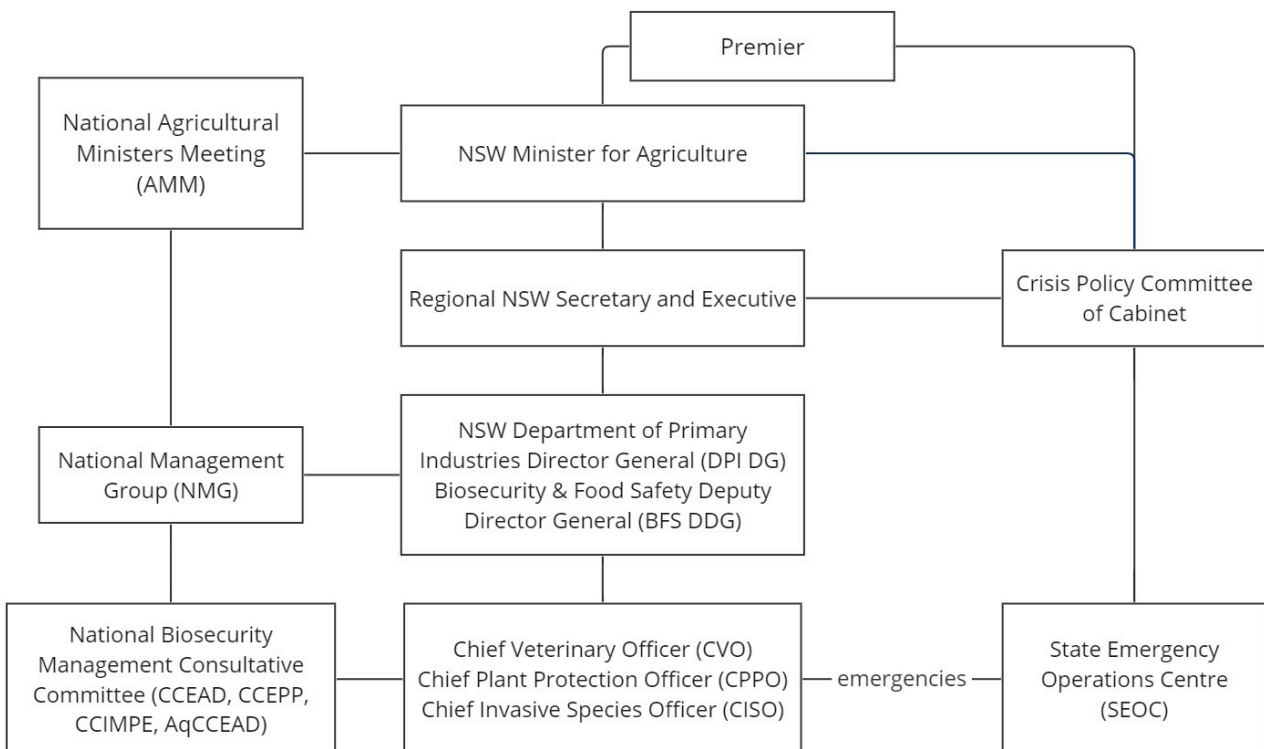 Premier
National Agricultural
Ministers Meeting
(AMM)
NSW Minister for Agriculture
Regional NSW Secretary and Executive
Crisis Policy Committee
of Cabinet
National Management
Group (NMG)
NSW Department of Primary
Industries Director General (DPI DG)
Biosecurity & Food Safety Deputy
Director General (BFS DDG)
National Biosecurity
Management Consultative
Committee (CCEAD, CCEPP,
CCIMPE, AqCCEAD)
Chief Veterinary Officer (CVO)
Chief Plant Protection Officer (CPPO)
Chief Invasive Species Officer (CISO)
emergencies
State Emergency
Operations Centre
(SEOC)